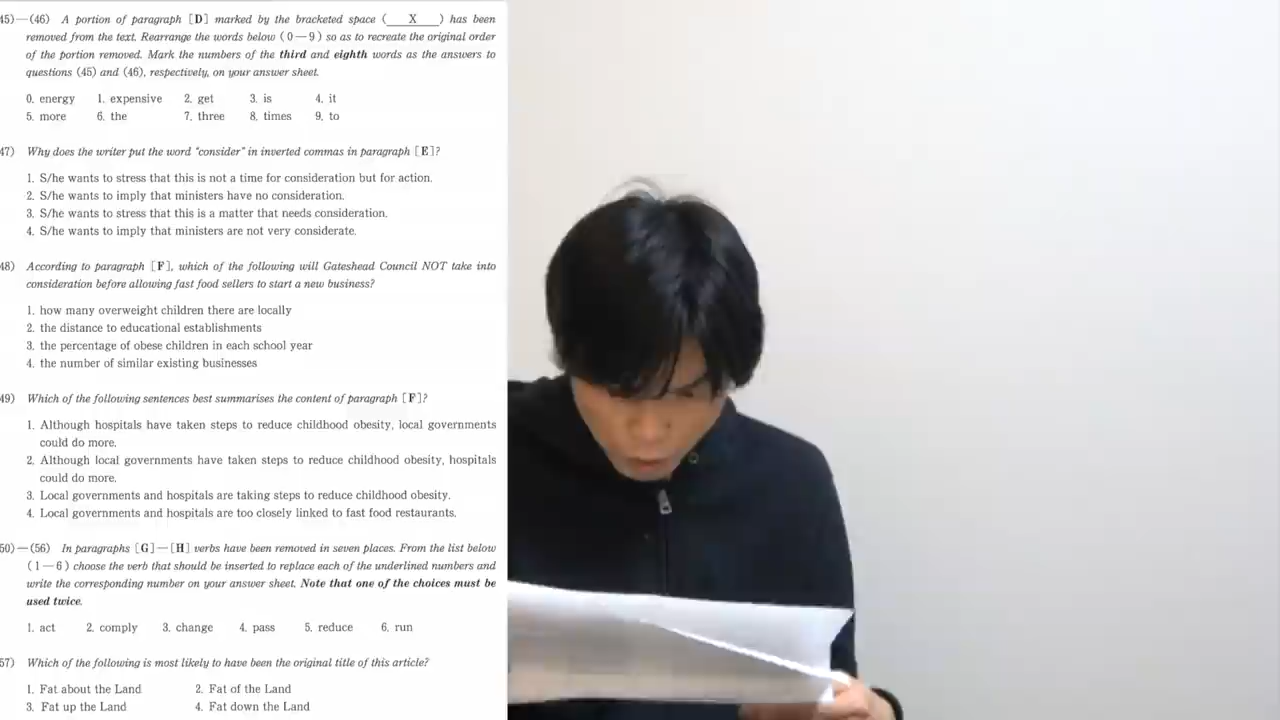 45)—(46) A portion of paragraph [D] marked by the bracketed space ( X ) has been
removed from the text. Rearrange the words below (0—9) so as to recreate the original order
of the portion removed. Mark the numbers of the third and eighth words as the answers to
questions (45) and (46), respectively, on your answer sheet.
0. energy 1. expensive 2. get 3. is 4. it
5. more 6. the 7. three 8. times 9. to
47) Why does the writer put the word "consider" in inverted commas in paragraph [E]?
1. S/he wants to stress that this is not a time for consideration but for action.
2. S/he wants to imply that ministers have no consideration.
3. S/he wants to stress that this is a matter that needs consideration.
4. S/he wants to imply that ministers are not very considerate.
48) According to paragraph [F], which of the following will Gateshead Council NOT take into
consideration before allowing fast food sellers to start a new business?
1. how many overweight children there are locally
2. the distance to educational establishments
3. the percentage of obese children in each school year
4. the number of similar existing businesses
49) Which of the following sentences best summarises the content of paragraph [F]?
1. Although hospitals have taken steps to reduce childhood obesity, local governments
could do more.
2. Although local governments have taken steps to reduce childhood obesity, hospitals
could do more.
3. Local governments and hospitals are taking steps to reduce childhood obesity.
4. Local governments and hospitals are too closely linked to fast food restaurants.
50)—(56) In paragraphs [G]—[H] verbs have been removed in seven places. From the list below
(1—6) choose the verb that should be inserted to replace each of the underlined numbers and
write the corresponding number on your answer sheet. Note that one of the choices must be
used twice.
1. act 2. comply 3. change 4. pass 5. reduce 6. run
57) Which of the following is most likely to have been the original title of this article?
1. Fat about the Land 2. Fat of the Land
3. Fat up the Land 4. Fat down the Land